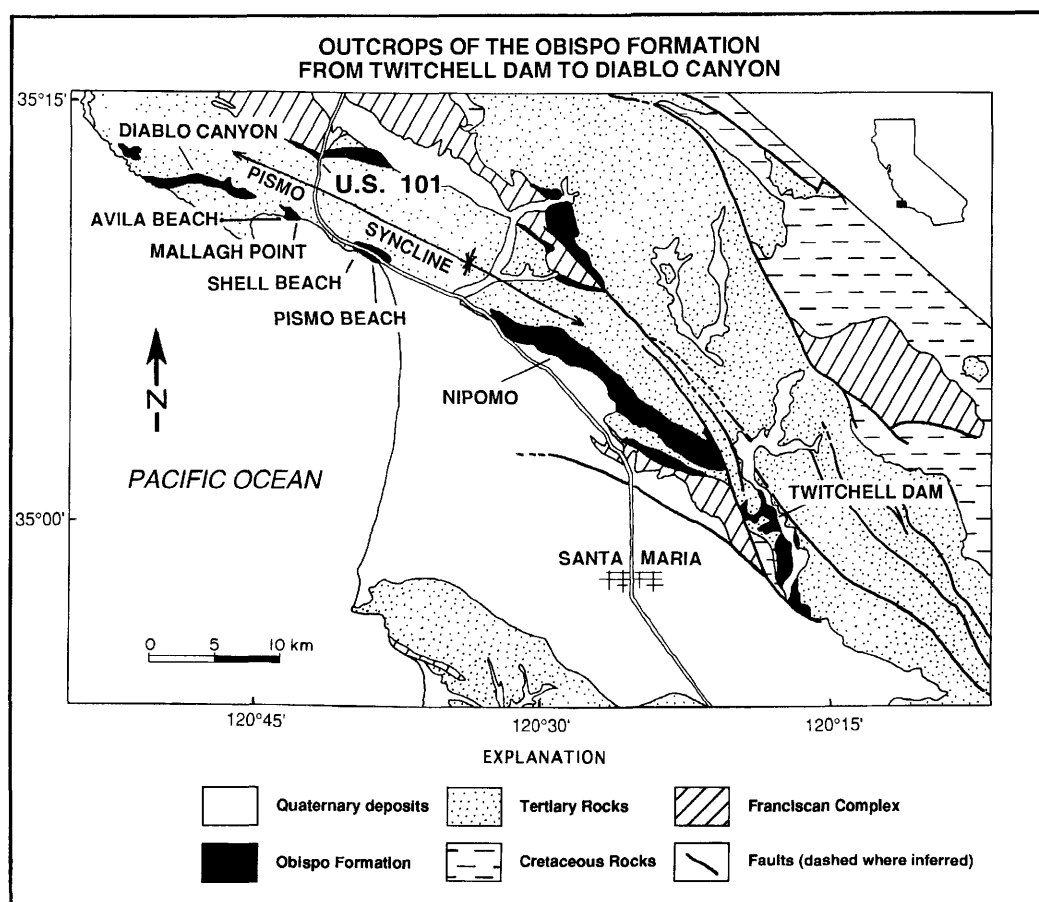 OUTCROPS OF THE OBISPO FORMATION
FROM TWITCHELL DAM TO DIABLO CANYON
35°15'
DIABLO CANYON
PISMO
U.S. 101
AVILA BEACH
MALLAGH POINT
SYNCLINE
SHELL BEACH
PISMO BEACH
N
NIPOMO
PACIFIC OCEAN
TWITCHELL DAM
35°00'
SANTA MARIA
0 5 10 km
120°45' 120°30' 120°15'
EXPLANATION
Quaternary deposits Tertiary Rocks Franciscan Complex
Obispo Formation Cretaceous Rocks Faults (dashed where inferred)